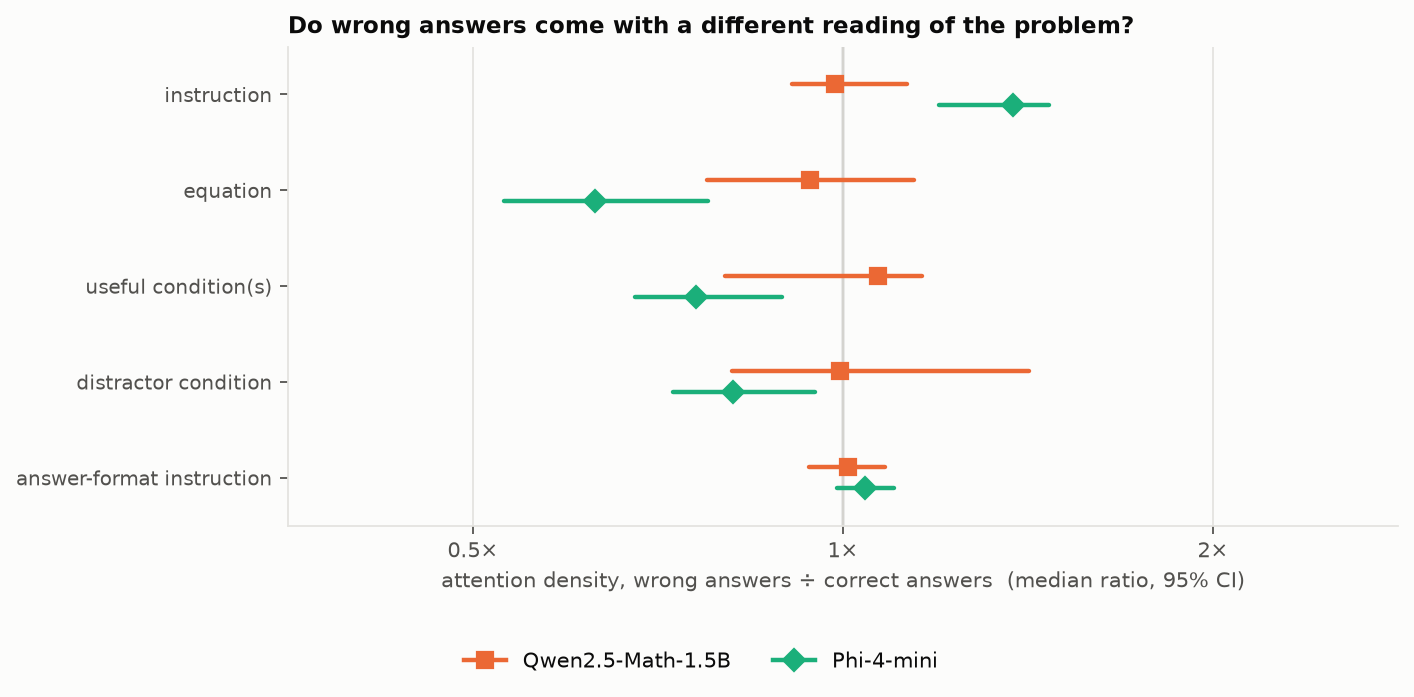 Do wrong answers come with a different reading of the problem?
instruction
equation
useful condition(s)
distractor condition
answer-format instruction
0.5× 1× 2×
attention density, wrong answers ÷ correct answers (median ratio, 95% CI)
Qwen2.5-Math-1.5B Phi-4-mini